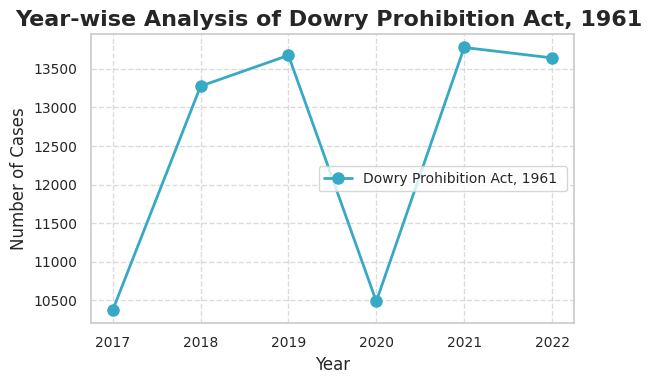 Year-wise Analysis of Dowry Prohibition Act, 1961
Number of Cases
13500
13000
12500
12000
11500
11000
10500
Dowry Prohibition Act, 1961
2017 2018 2019 2020 2021 2022
Year